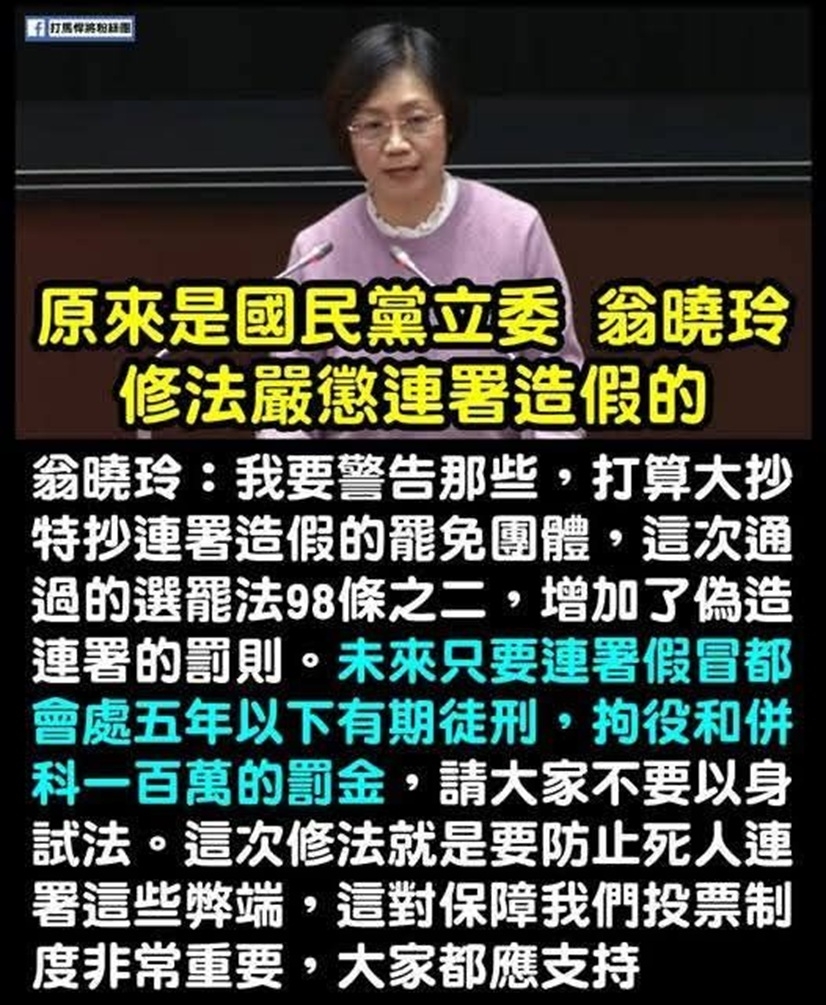 打馬悍將粉絲團
原來是國民黨立委 翁曉玲
修法嚴懲連署造假的
翁曉玲：我要警告那些，打算大抄
特抄連署造假的罷免團體，這次通
過的選罷法98條之二，增加了偽造
連署的罰則。未來只要連署假冒都
會處五年以下有期徒刑，拘役和併
科一百萬的罰金，請大家不要以身
試法。這次修法就是要防止死人連
署這些弊端，這對保障我們投票制
度非常重要，大家都應支持